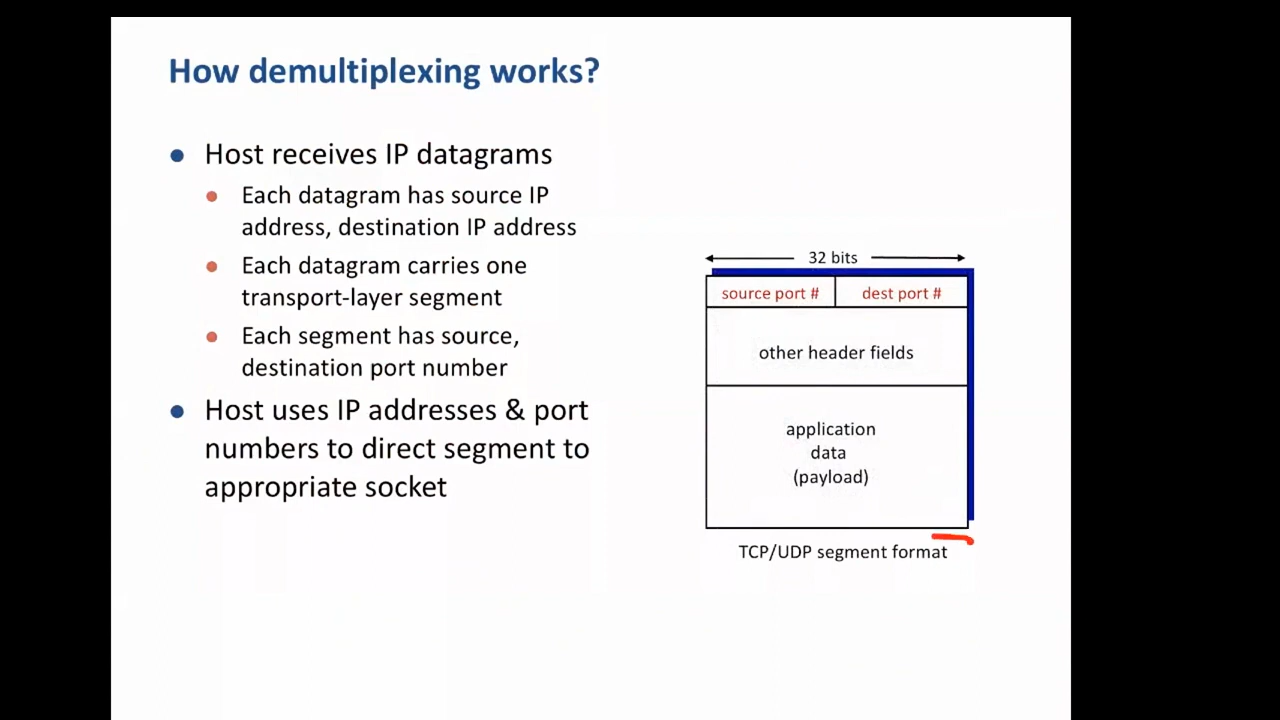 How demultiplexing works?
● Host receives IP datagrams
● Each datagram has source IP
address, destination IP address
● Each datagram carries one
transport-layer segment
● Each segment has source,
destination port number
● Host uses IP addresses & port
numbers to direct segment to
appropriate socket
32 bits
source port # dest port #
other header fields
application
data
(payload)
TCP/UDP segment format